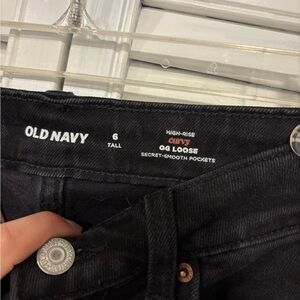 OLD NAVY
6
TALL
HIGH-RISE
curvy
OG LOOSE
SECRET-SMOOTH POCKETS